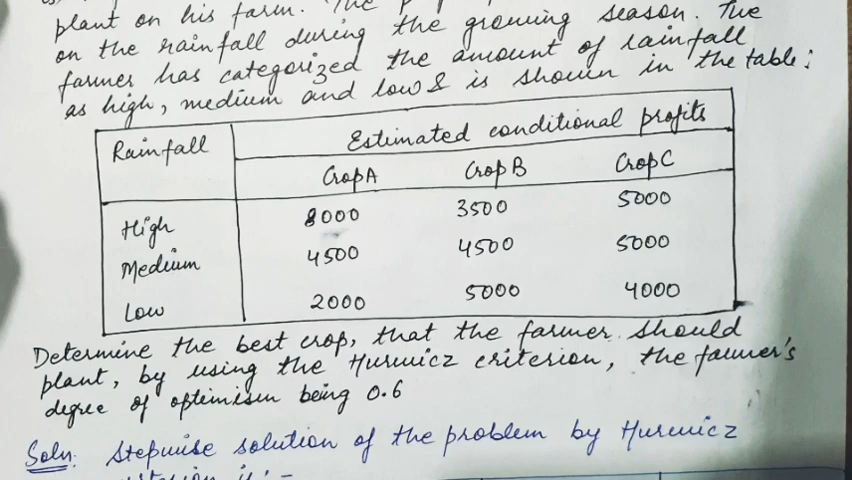 plant on his farm. The
on the rainfall during the growing season. The
farmer has categorized the amount of rainfall
as high, medium and low & is shown in the table:
Rainfall Estimated conditional profits
Crop A Crop B Crop C
High 8000 3500 5000
Medium 4500 4500 5000
Low 2000 5000 4000
Determine the best crop, that the farmer should
plant, by using the Hurwicz criterion, the farmer's
degree of optimism being 0.6
Soln: Stepwise solution of the problem by Hurwicz
is :-